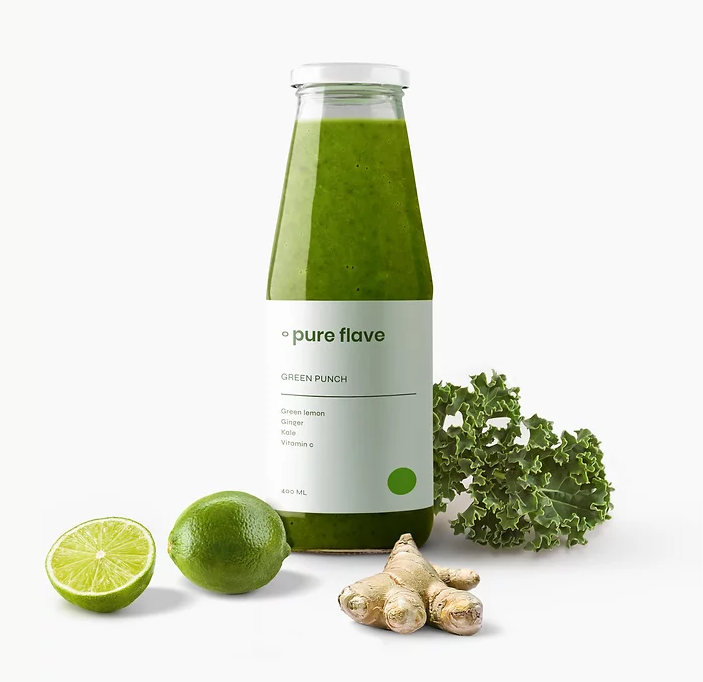 pure flave
GREEN PUNCH
Green lemon
Ginger
Kale
Vitamin c
400 ML